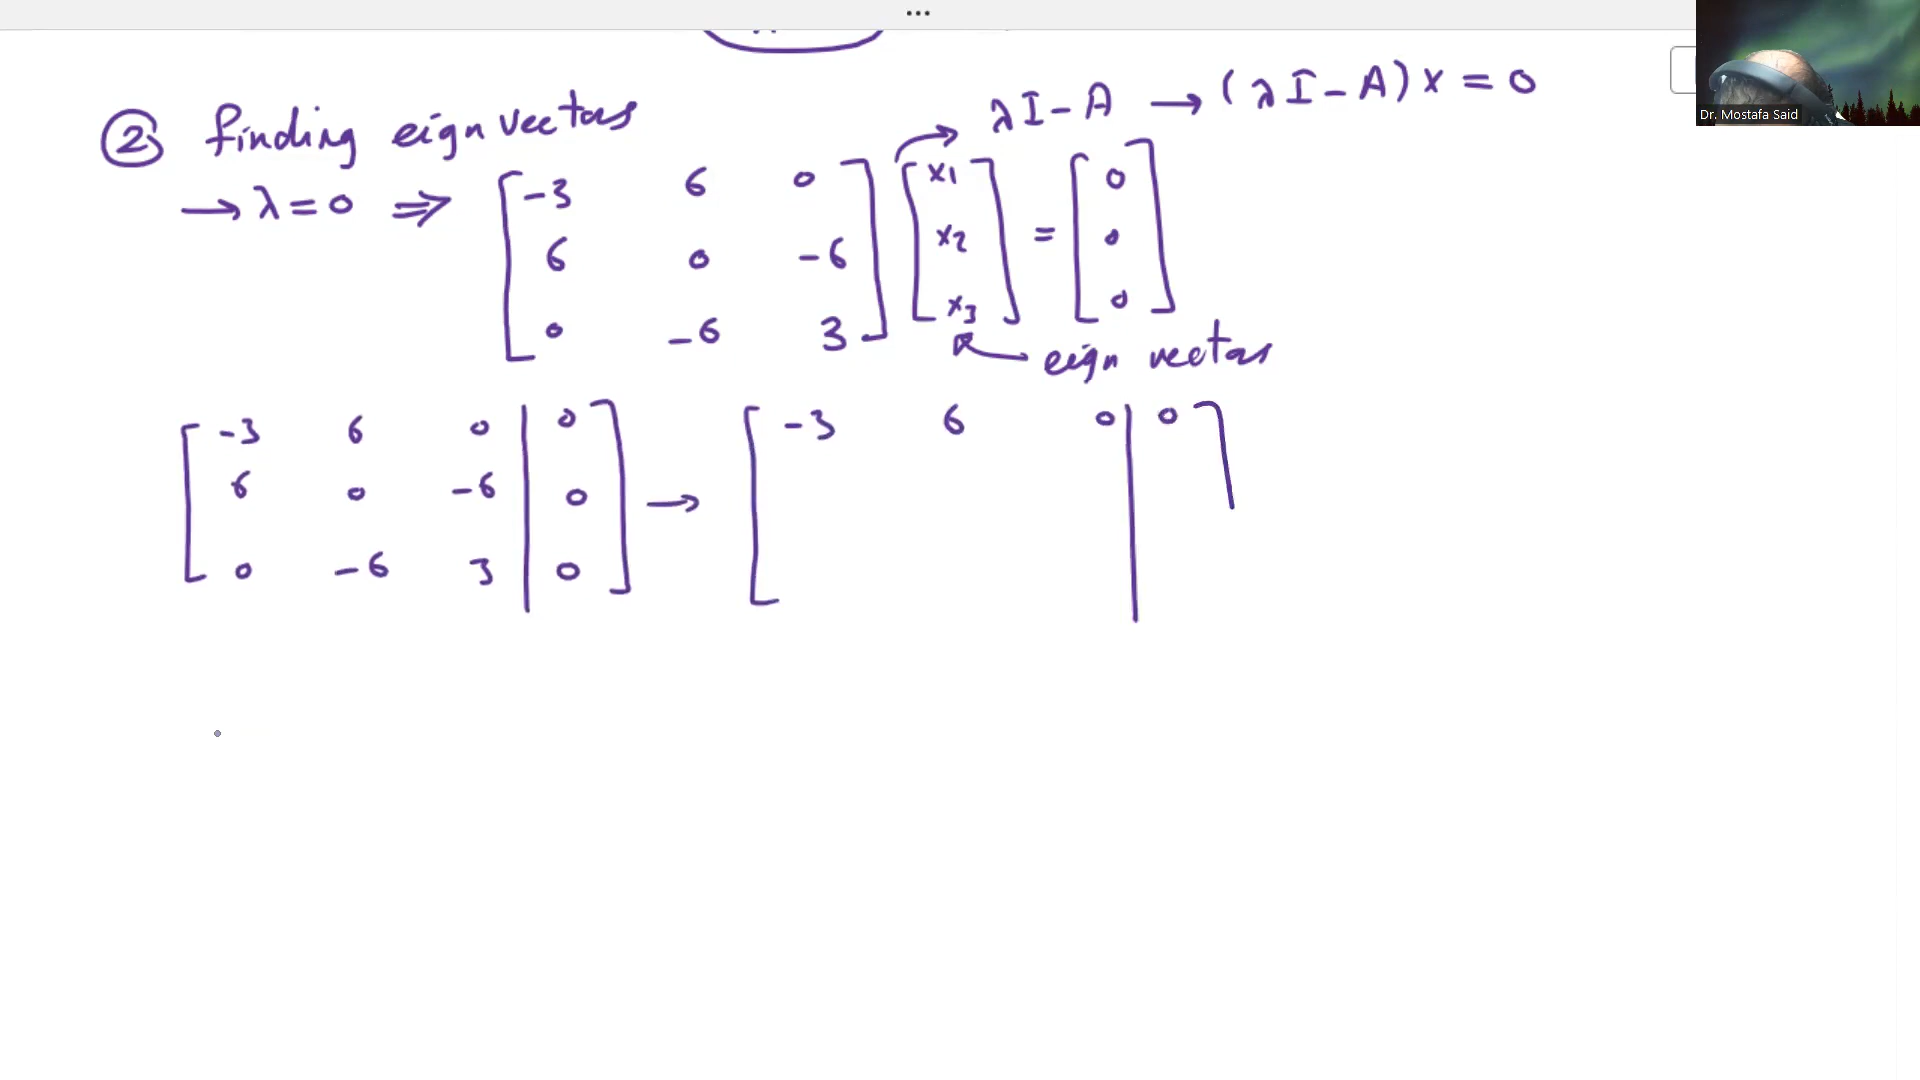 ② finding eign vectors
λI-A → (λI-A)x = 0
→ λ=0 ⇒ [-3 6 0] [x1] = [0]
6 0 -6 x2 0
0 -6 3 x3 0
eign vector
[-3 6 0 | 0] → [-3 6 0 | 0]
6 0 -6 | 0
0 -6 3 | 0
Dr. Mostafa Said